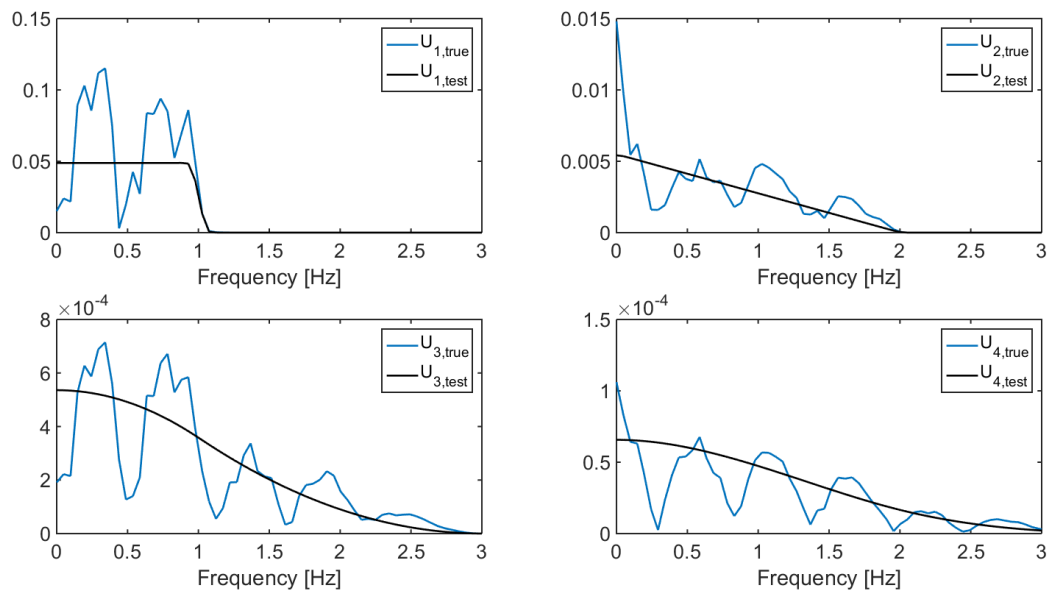 0.15
0.1
0.05
0
0 0.5 1 1.5 2 2.5 3
Frequency [Hz]
U1,true
U1,test
0.015
0.01
0.005
0
0 0.5 1 1.5 2 2.5 3
Frequency [Hz]
U2,true
U2,test
×10-4
8
6
4
2
0
0 0.5 1 1.5 2 2.5 3
Frequency [Hz]
U3,true
U3,test
×10-4
1.5
1
0.5
0
0 0.5 1 1.5 2 2.5 3
Frequency [Hz]
U4,true
U4,test